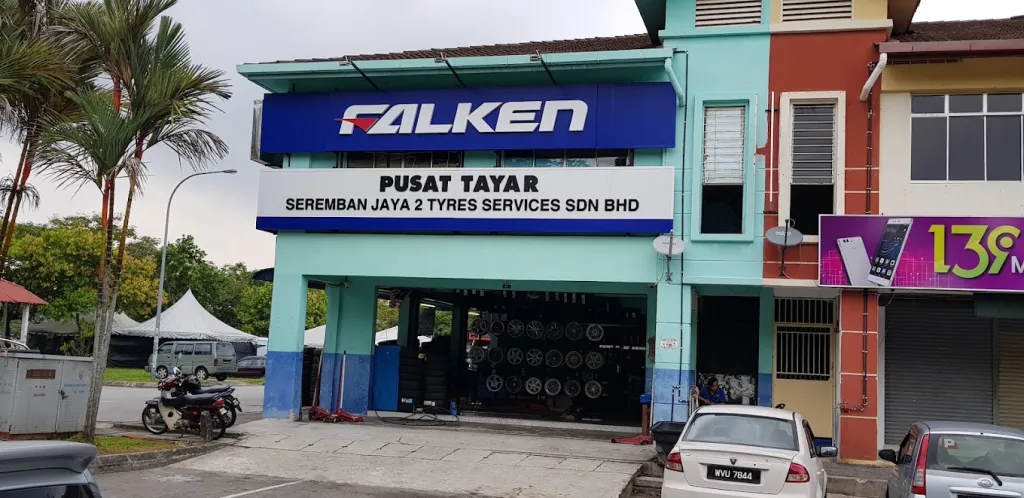 FALKEN
PUSAT TAYAR
SEREMBAN JAYA 2 TYRES SERVICES SDN BHD
139
M
WVU 7844
P